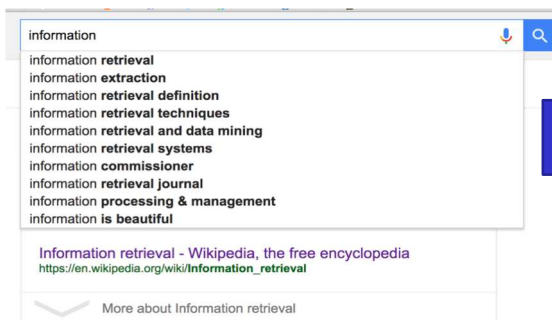 information
information retrieval
information extraction
information retrieval definition
information retrieval techniques
information retrieval and data mining
information retrieval systems
information commissioner
information retrieval journal
information processing & management
information is beautiful
Information retrieval - Wikipedia, the free encyclopedia
https://en.wikipedia.org/wiki/Information_retrieval
More about Information retrieval